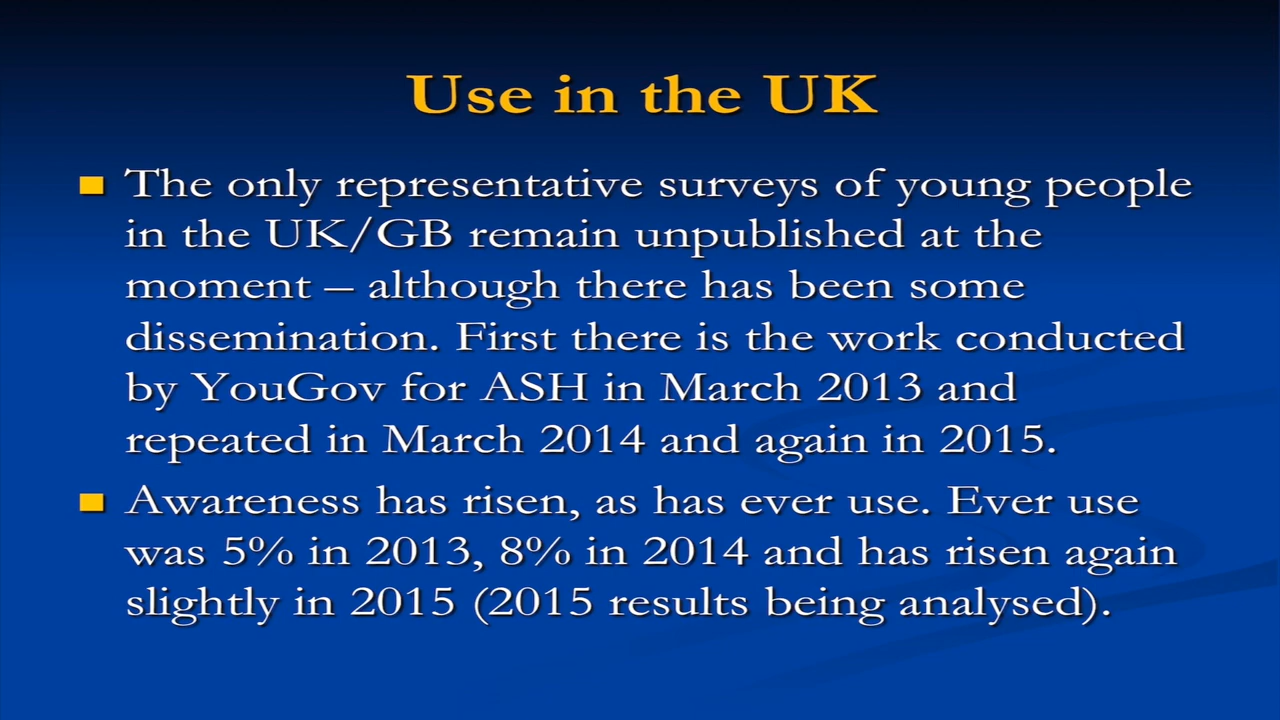 Use in the UK
The only representative surveys of young people
in the UK/GB remain unpublished at the
moment – although there has been some
dissemination. First there is the work conducted
by YouGov for ASH in March 2013 and
repeated in March 2014 and again in 2015.
Awareness has risen, as has ever use. Ever use
was 5% in 2013, 8% in 2014 and has risen again
slightly in 2015 (2015 results being analysed).